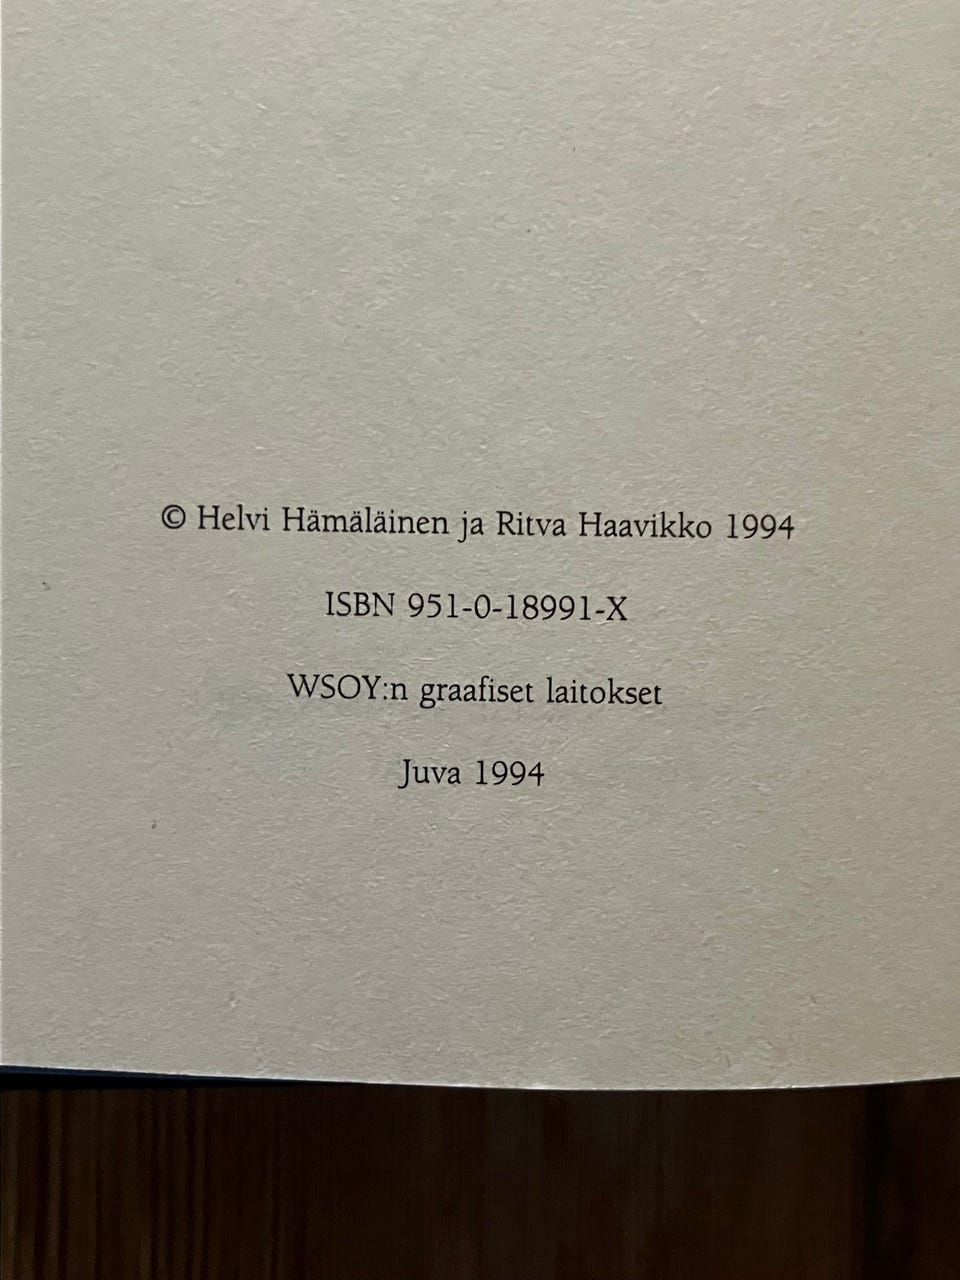 © Helvi Hämäläinen ja Ritva Haavikko 1994
ISBN 951-0-18991-X
WSOY:n graafiset laitokset
Juva 1994